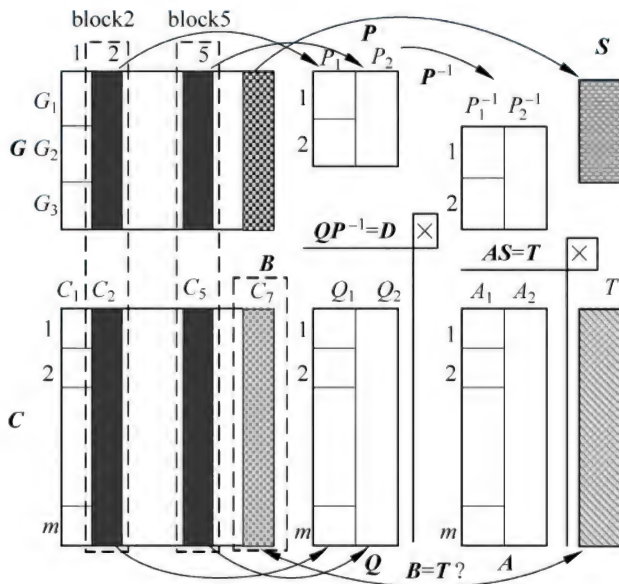 block2 block5
P
S
1 2 5
P₁ P₂
P⁻¹
P₁⁻¹ P₂⁻¹
G₁
G G₂
G₃
1
2
1
2
QP⁻¹=D ×
AS=T ×
B
C₁ C₂ C₅ C₇
Q₁ Q₂
A₁ A₂
T
1
2
C
m
1
2
m
1
2
m
Q
B=T?
A